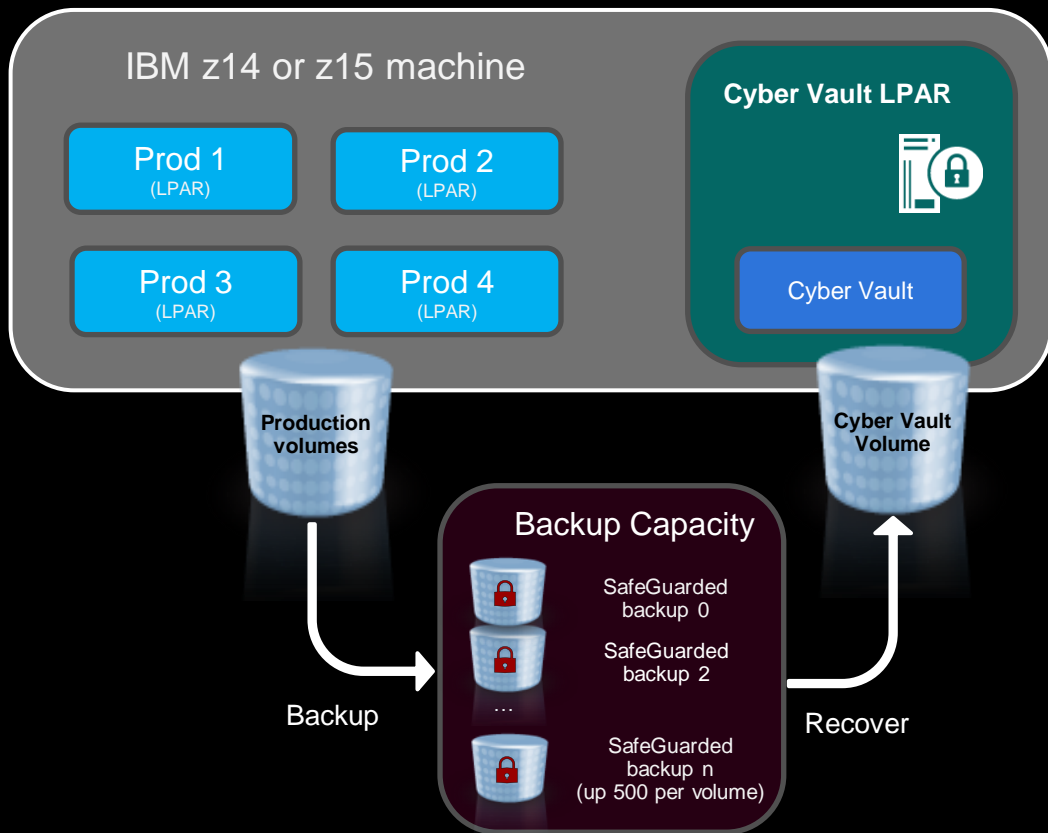 IBM z14 or z15 machine
Cyber Vault LPAR
Prod 1
(LPAR)
Prod 2
(LPAR)
Prod 3
(LPAR)
Prod 4
(LPAR)
Cyber Vault
Production
volumes
Cyber Vault
Volume
Backup Capacity
SafeGuarded
backup 0
SafeGuarded
backup 2
...
SafeGuarded
backup n
(up 500 per volume)
Backup
Recover